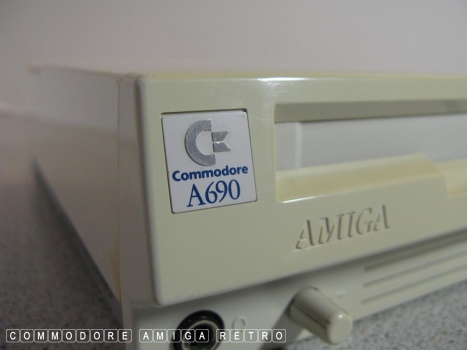 Commodore
A690
AMIGA
COMMODORE AMIGA RETRO